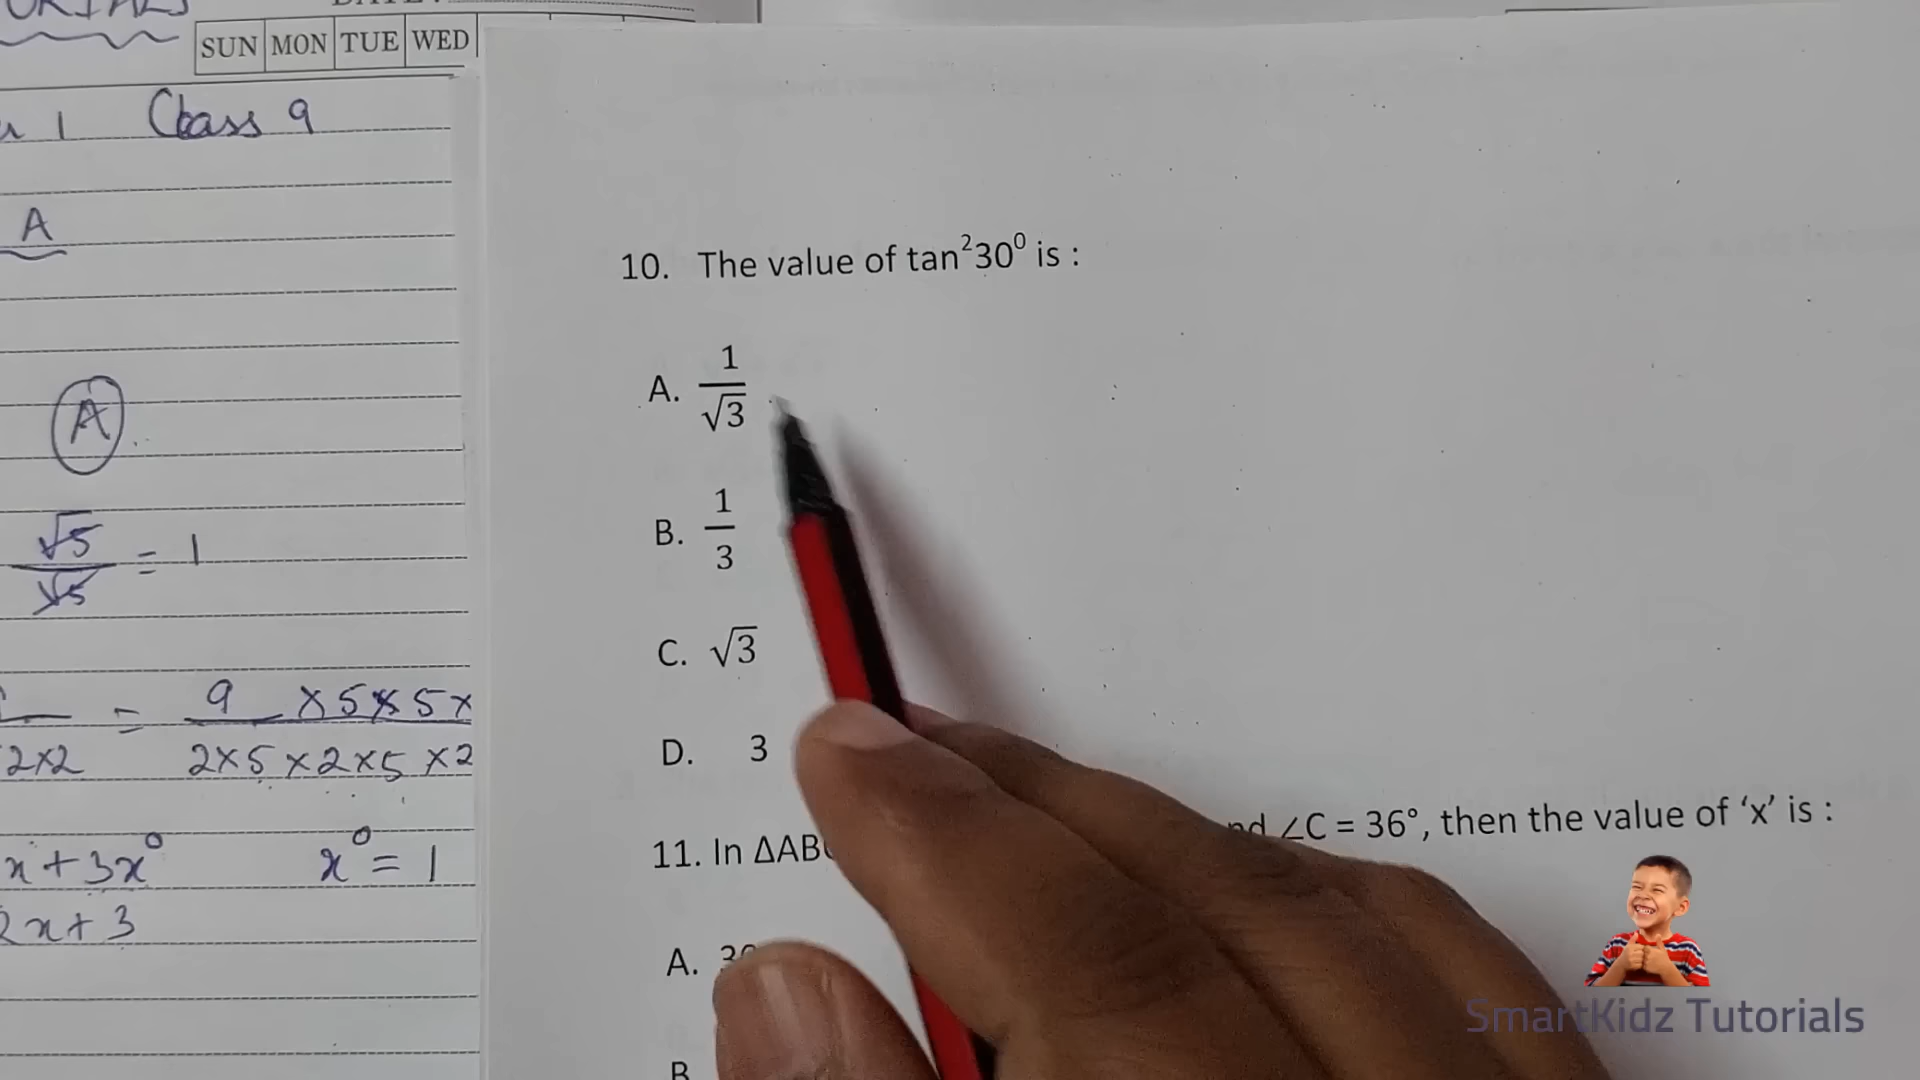 SUN MON TUE WED
1 Class 9
A
A
√5/√5 = 1
= 9 × 5 × 5 ×
2×2 2×5×2×5×2
x + 3x⁰ x⁰ = 1
2x + 3
10. The value of tan²30⁰ is :
A. 1/√3
B. 1/3
C. √3
D. 3
11. In ∠C = 36°, then the value of ‘x’ is :
A.
B
SmartKidz Tutorials